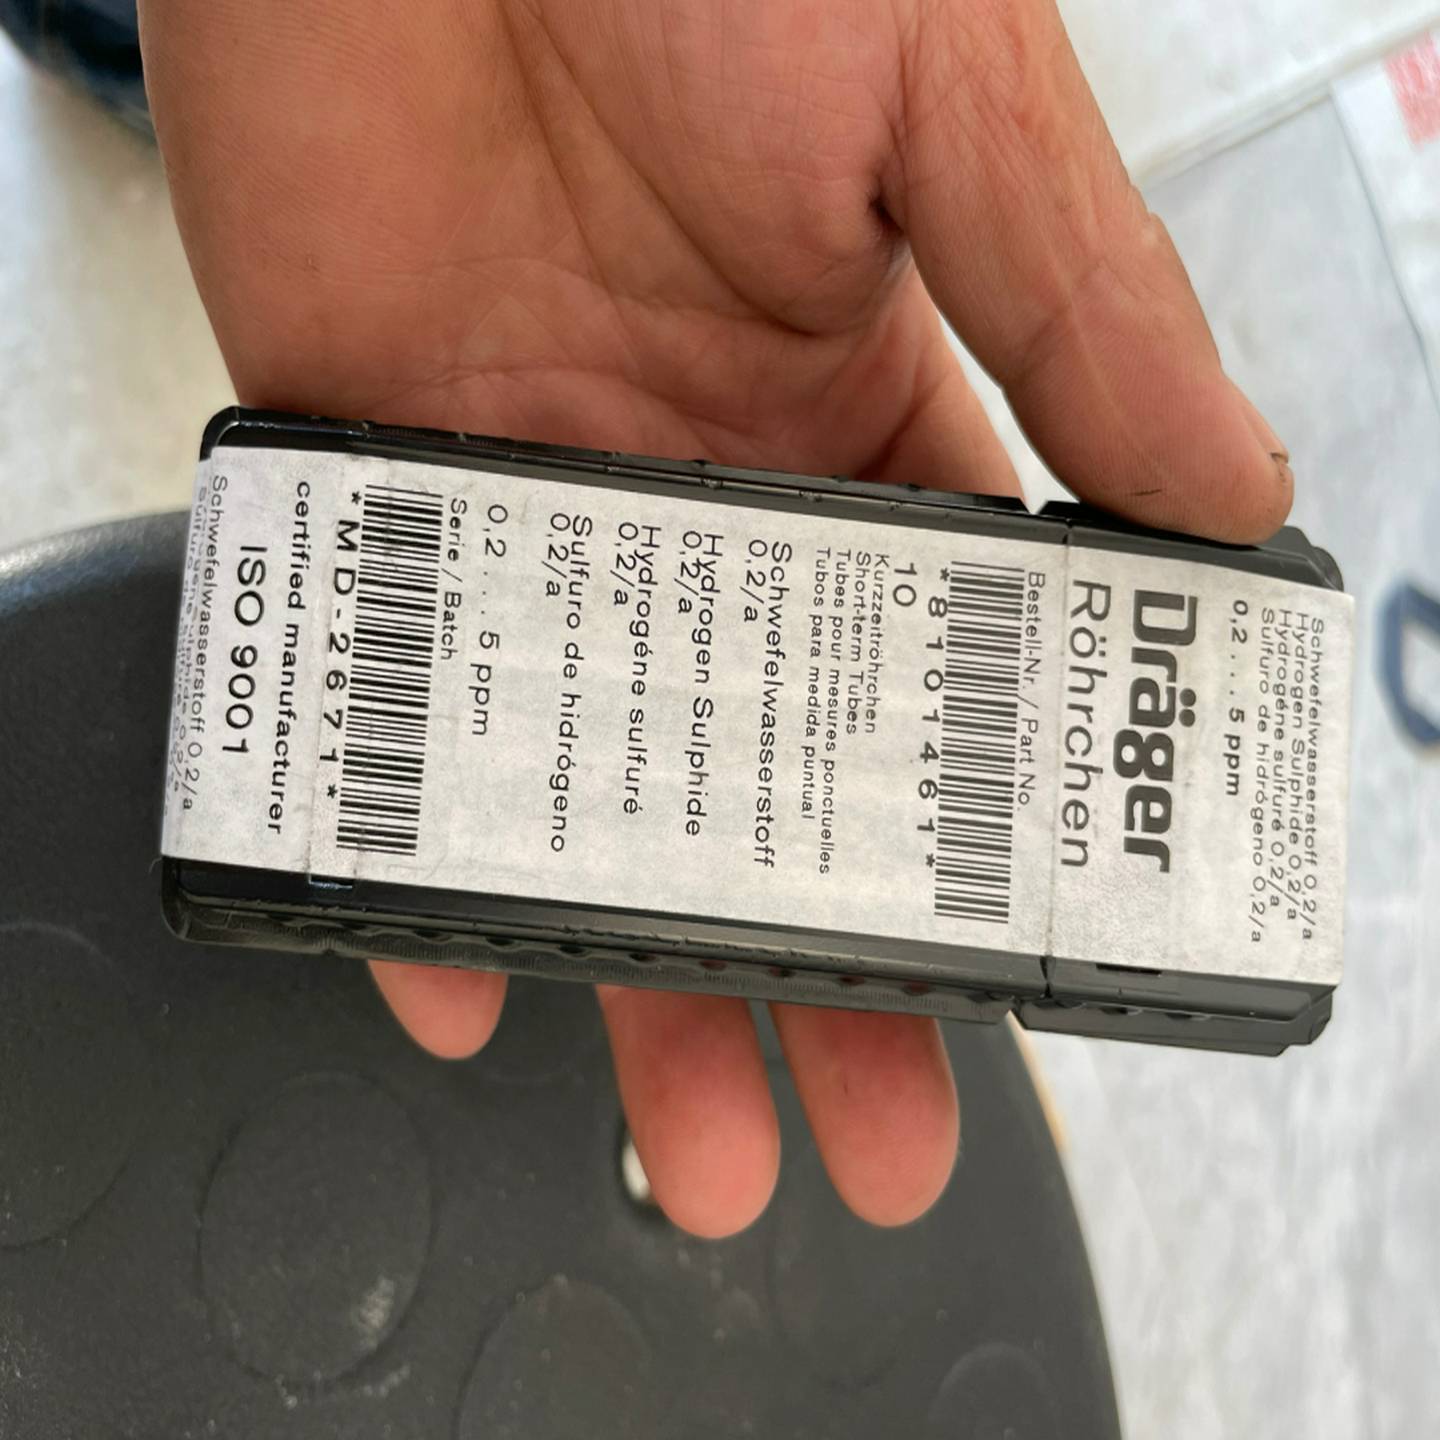 Schwefelwasserstoff 0,2/a
Hydrogen Sulphide 0,2/a
Hydrogéne sulfuré 0,2/a
Sulfuro de hidrógeno 0,2/a
0,2 . . . 5 ppm
Dräger
Röhrchen
Bestell-Nr. / Part No.
*8101461*
10
Kurzzeitröhrchen
Short-term Tubes
Tubes pour mesures ponctuelles
Tubos para medida puntual
Schwefelwasserstoff
0,2/a
Hydrogen Sulphide
0,2/a
Hydrogéne sulfuré
0,2/a
Sulfuro de hidrógeno
0,2/a
0,2 . . . 5 ppm
Serie / Batch
*MD-2671*
certified manufacturer
ISO 9001
Schwefelwasserstoff 0,2/a